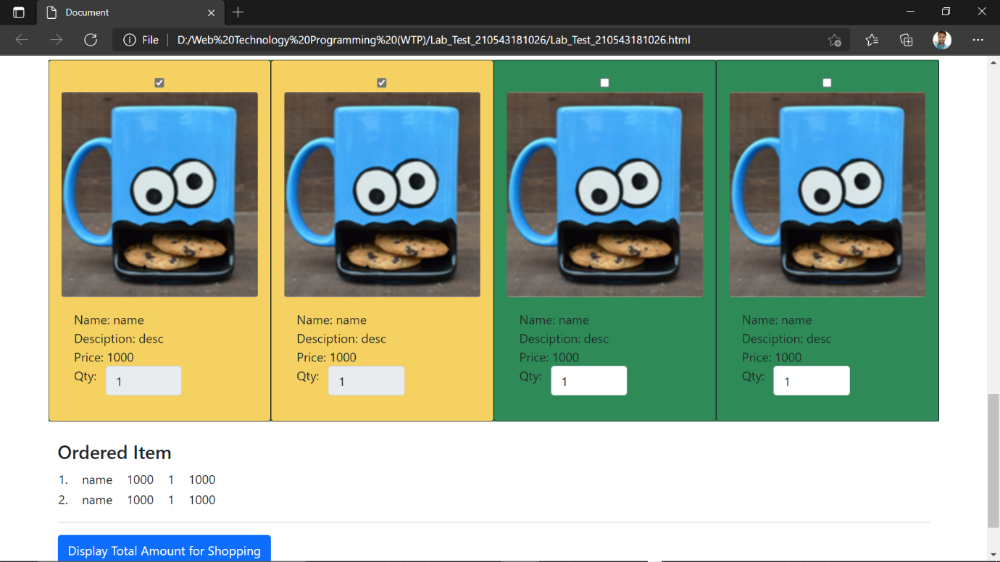 Document
File D:/Web%20Technology%20Programming%20(WTP)/Lab_Test_210543181026/Lab_Test_210543181026.html
Name: name
Desciption: desc
Price: 1000
Qty: 1
Name: name
Desciption: desc
Price: 1000
Qty: 1
Name: name
Desciption: desc
Price: 1000
Qty: 1
Name: name
Desciption: desc
Price: 1000
Qty: 1
Ordered Item
1. name 1000 1 1000
2. name 1000 1 1000
Display Total Amount for Shopping